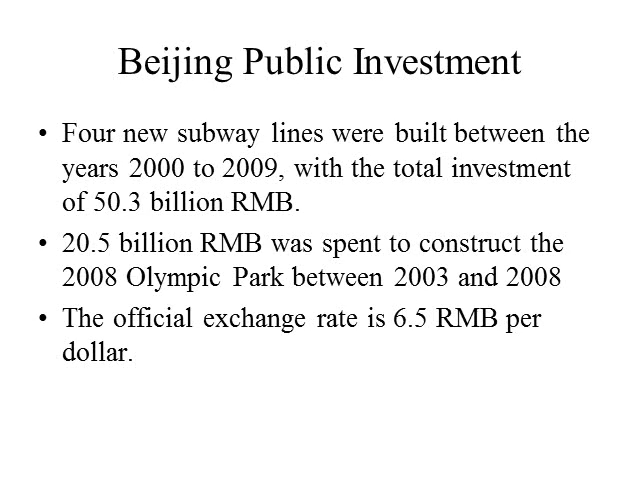 Beijing Public Investment
• Four new subway lines were built between the
years 2000 to 2009, with the total investment
of 50.3 billion RMB.
• 20.5 billion RMB was spent to construct the
2008 Olympic Park between 2003 and 2008
• The official exchange rate is 6.5 RMB per
dollar.